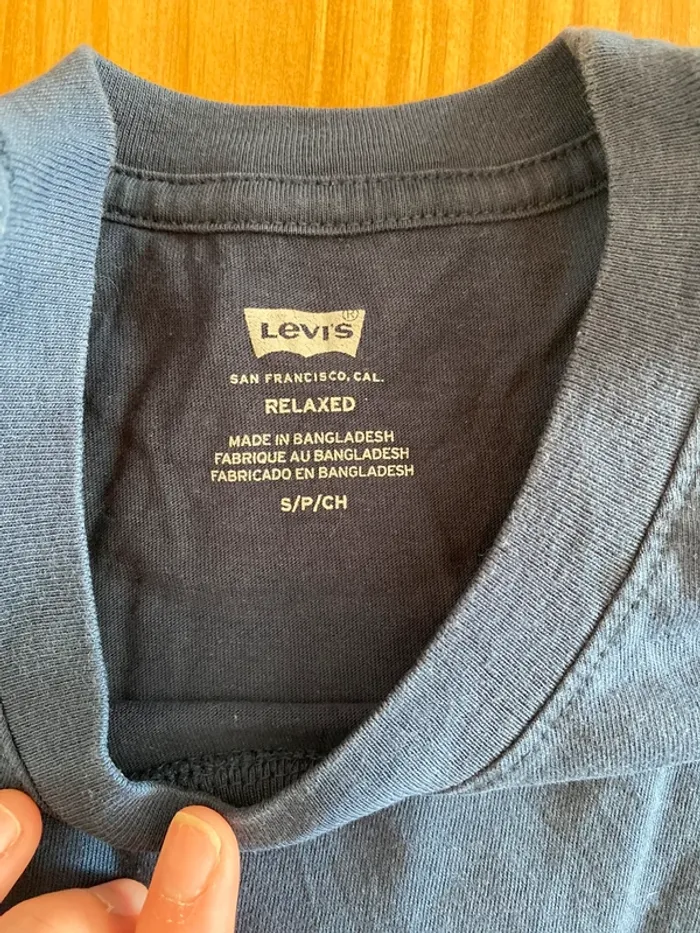 LEVI'S®
SAN FRANCISCO, CAL.
RELAXED
MADE IN BANGLADESH
FABRIQUE AU BANGLADESH
FABRICADO EN BANGLADESH
S/P/CH